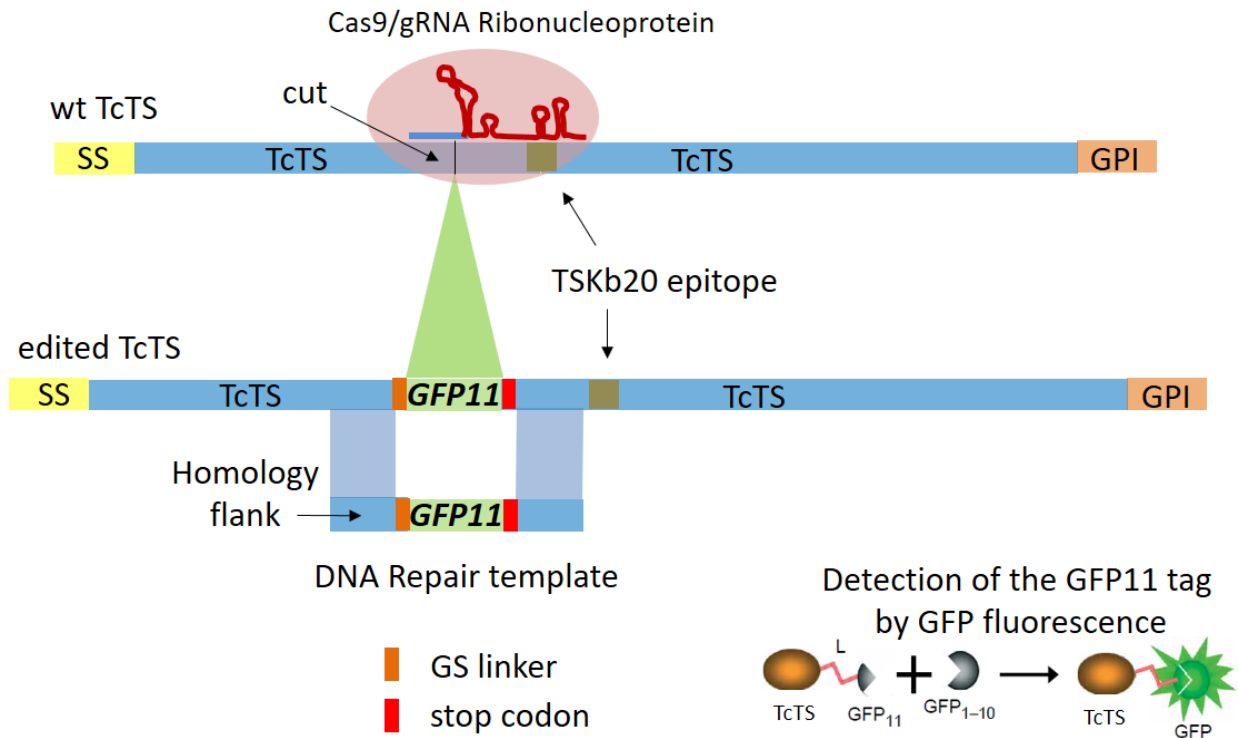 Cas9/gRNA Ribonucleoprotein
cut
wt TcTS
SS
TcTS
TcTS
GPI
TSKb20 epitope
edited TcTS
SS
TcTS
GFP11
TcTS
GPI
Homology
flank
GFP11
DNA Repair template
GS linker
stop codon
Detection of the GFP11 tag
by GFP fluorescence
L
TcTS
GFP11
GFP1–10
TcTS
GFP